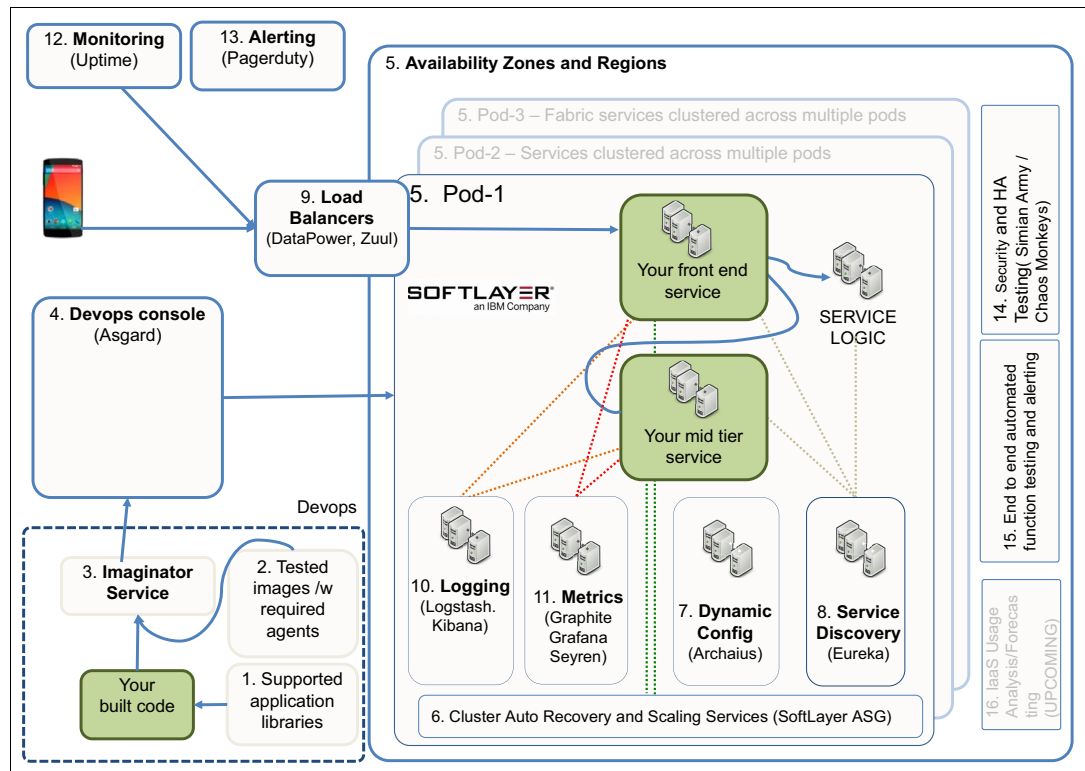 12. Monitoring
(Uptime)
13. Alerting
(Pagerduty)
5. Availability Zones and Regions
5. Pod-3 – Fabric services clustered across multiple pods
5. Pod-2 – Services clustered across multiple pods
5. Pod-1
9. Load
Balancers
(DataPower, Zuul)
Your front end
service
SOFTLAYER®
an IBM Company
SERVICE
LOGIC
4. Devops console
(Asgard)
Your mid tier
service
Devops
3. Imaginator
Service
2. Tested
images /w
required
agents
Your
built code
1. Supported
application
libraries
10. Logging
(Logstash.
Kibana)
11. Metrics
(Graphite
Grafana
Seyren)
7. Dynamic
Config
(Archaius)
8. Service
Discovery
(Eureka)
6. Cluster Auto Recovery and Scaling Services (SoftLayer ASG)
14. Security and HA
Testing( Simian Army /
Chaos Monkeys)
15. End to end automated
function testing and alerting
16. IaaS Usage
Analysis/Forecas
ting
(UPCOMING)